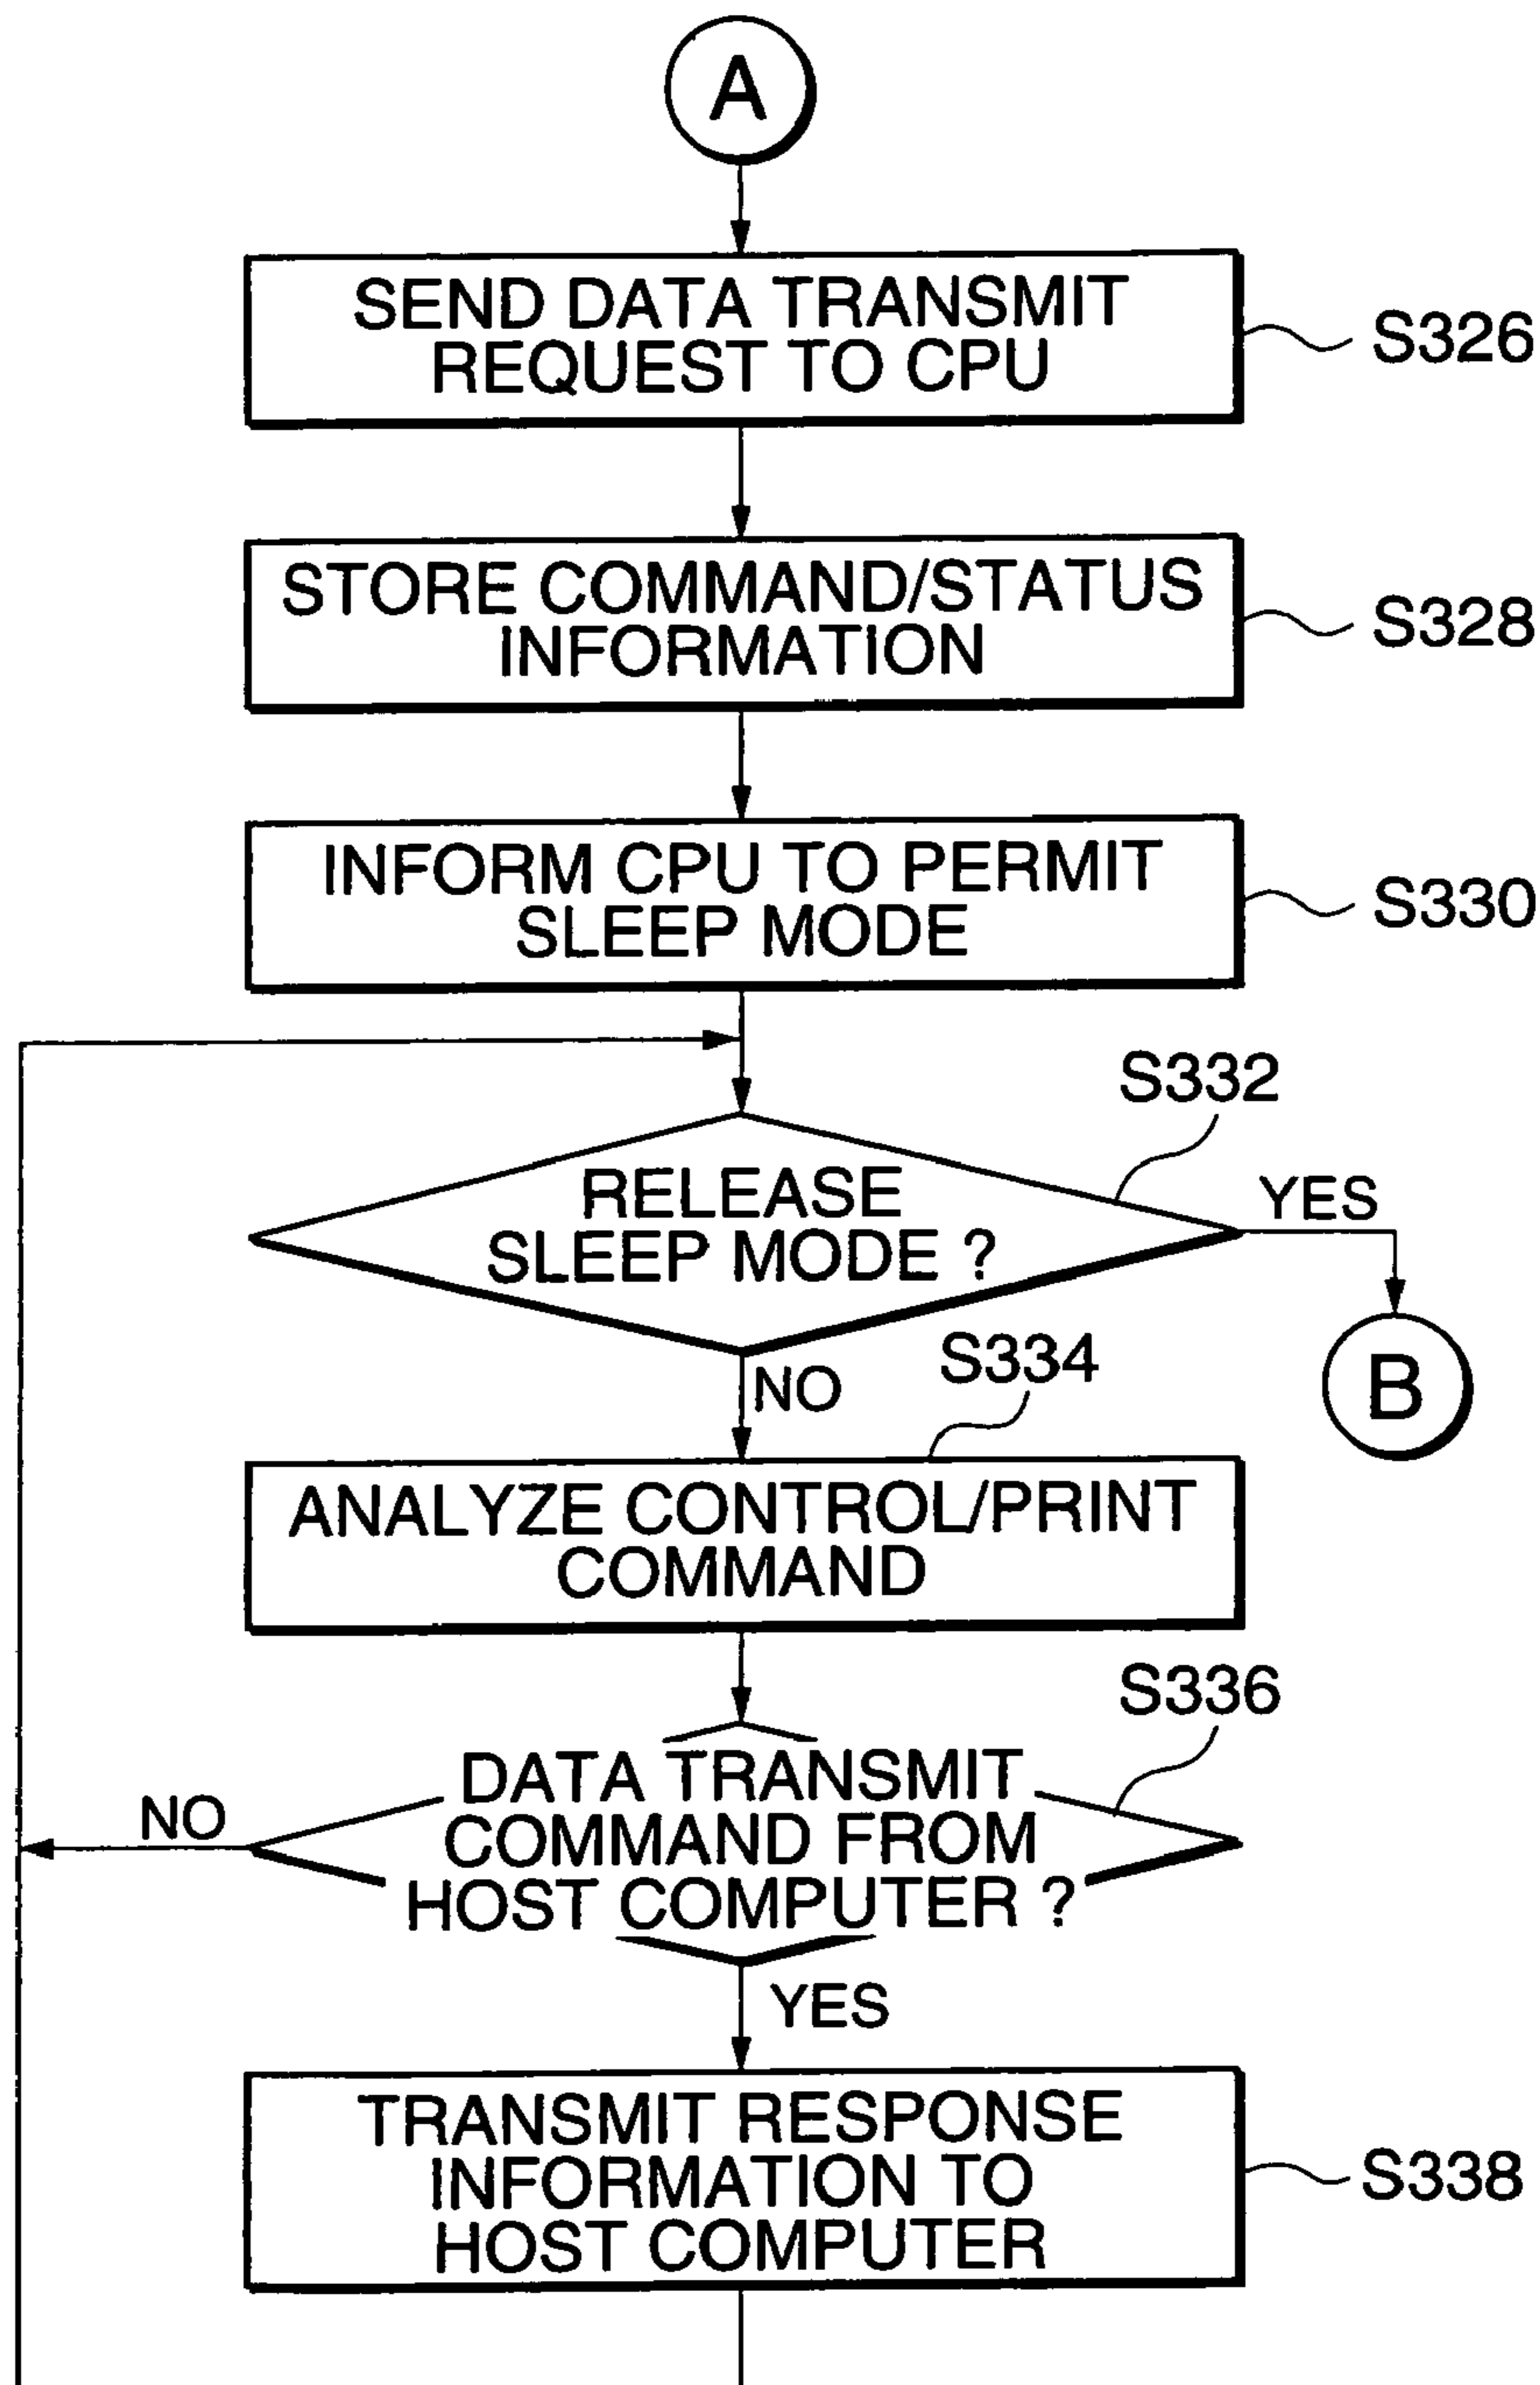 A
SEND DATA TRANSMIT
REQUEST TO CPU
S326
STORE COMMAND/STATUS
INFORMATION
S328
INFORM CPU TO PERMIT
SLEEP MODE
S330
S332
RELEASE
SLEEP MODE ?
YES
B
NO
S334
ANALYZE CONTROL/PRINT
COMMAND
S336
DATA TRANSMIT
COMMAND FROM
HOST COMPUTER ?
NO
YES
TRANSMIT RESPONSE
INFORMATION TO
HOST COMPUTER
S338